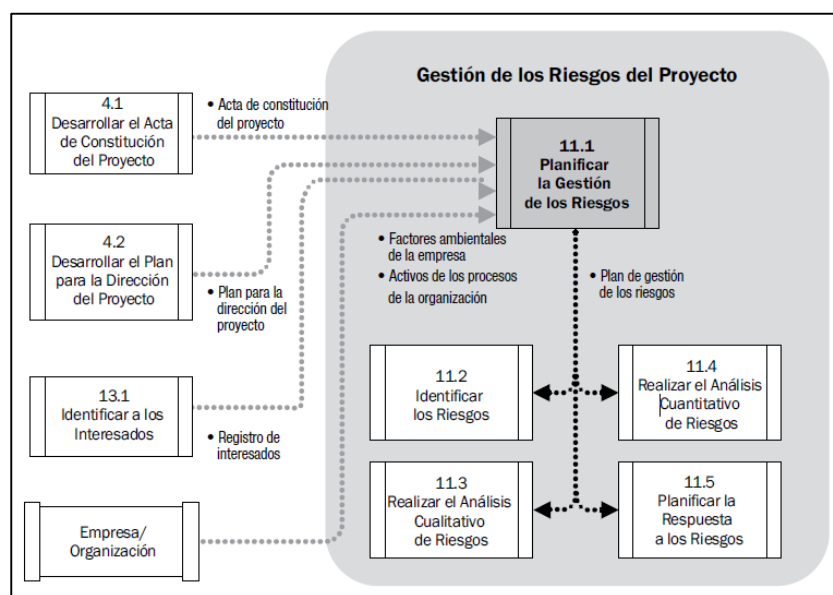 Gestión de los Riesgos del Proyecto
4.1
Desarrollar el Acta
de Constitución
del Proyecto
• Acta de constitución
del proyecto
11.1
Planificar
la Gestión
de los Riesgos
4.2
Desarrollar el Plan
para la Dirección
del Proyecto
• Plan para la
dirección del
proyecto
• Factores ambientales
de la empresa
• Activos de los procesos
de la organización
• Plan de gestión
de los riesgos
13.1
Identificar a los
Interesados
• Registro de
interesados
11.2
Identificar
los Riesgos
11.4
Realizar el Análisis
Cuantitativo
de Riesgos
11.3
Realizar el Análisis
Cualitativo
de Riesgos
11.5
Planificar la
Respuesta
a los Riesgos
Empresa/
Organización